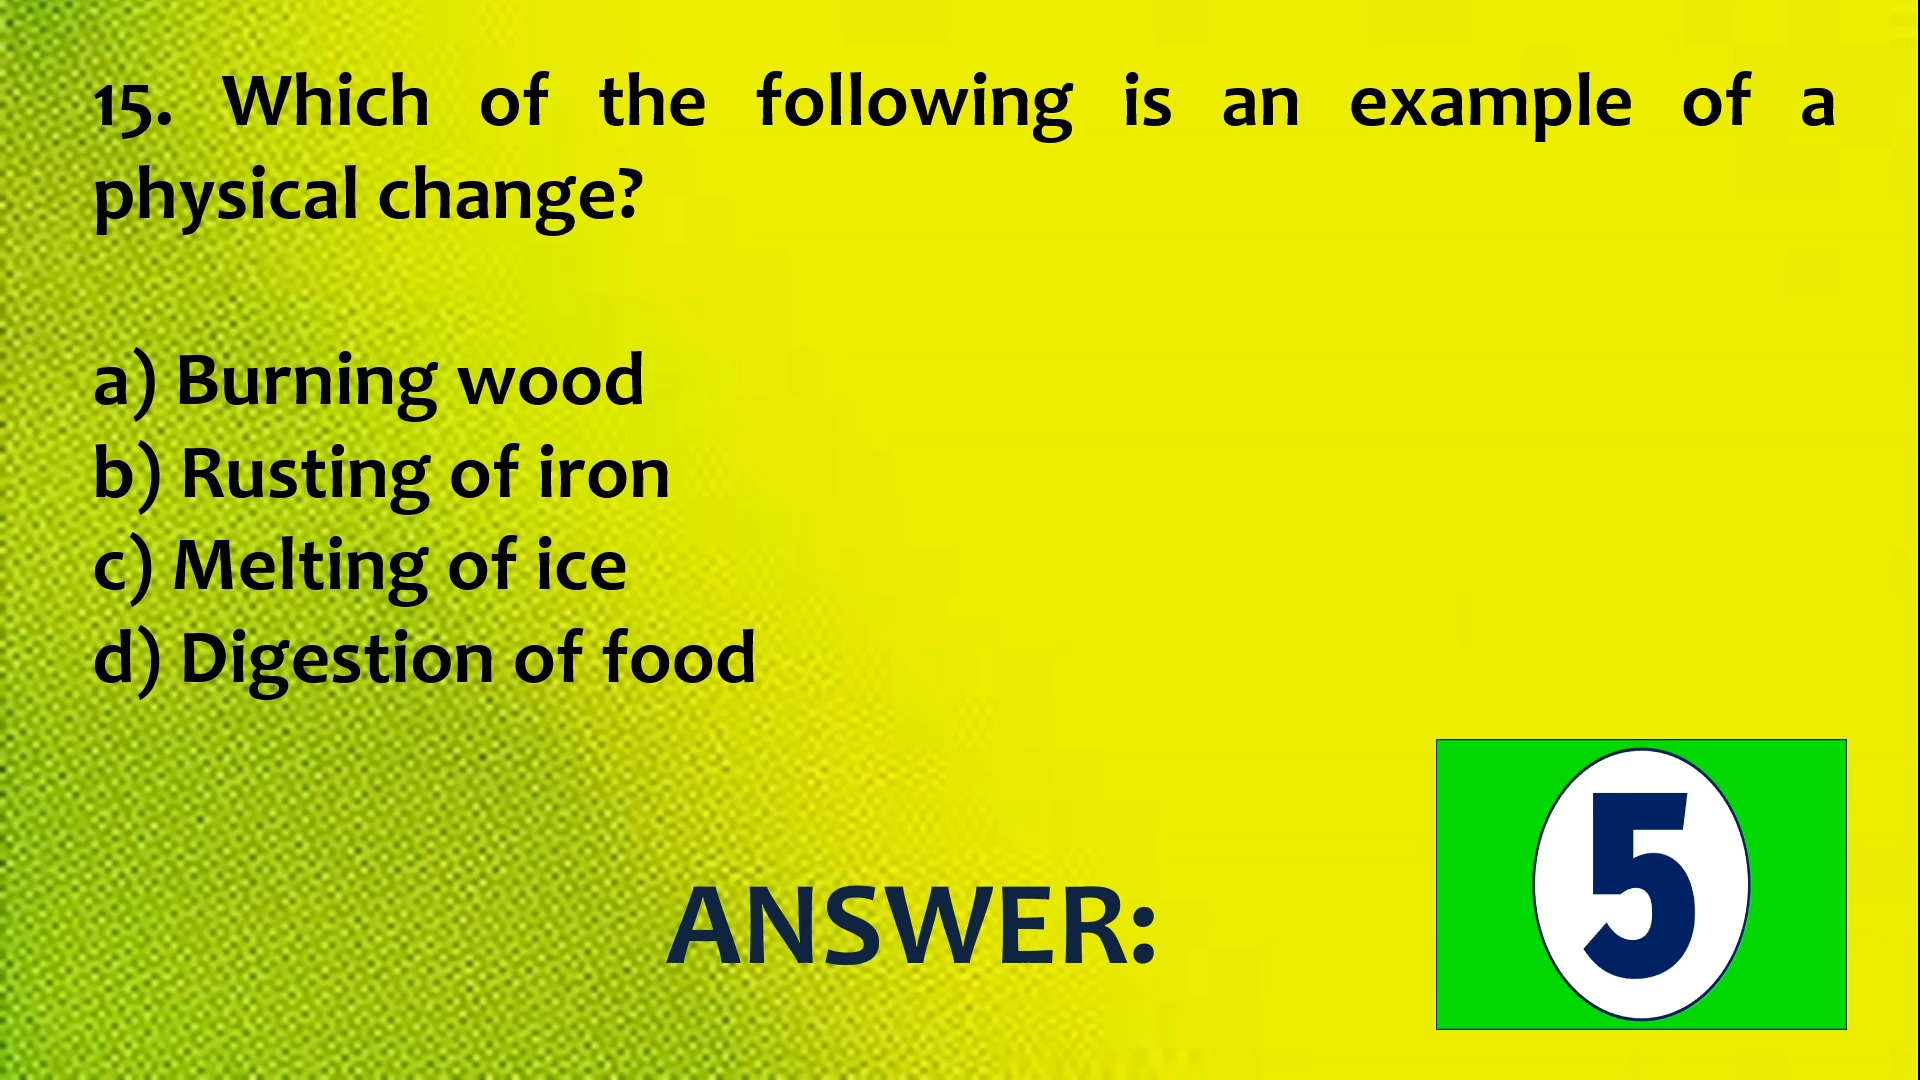 15. Which of the following is an example of a
physical change?
a) Burning wood
b) Rusting of iron
c) Melting of ice
d) Digestion of food
ANSWER:
5